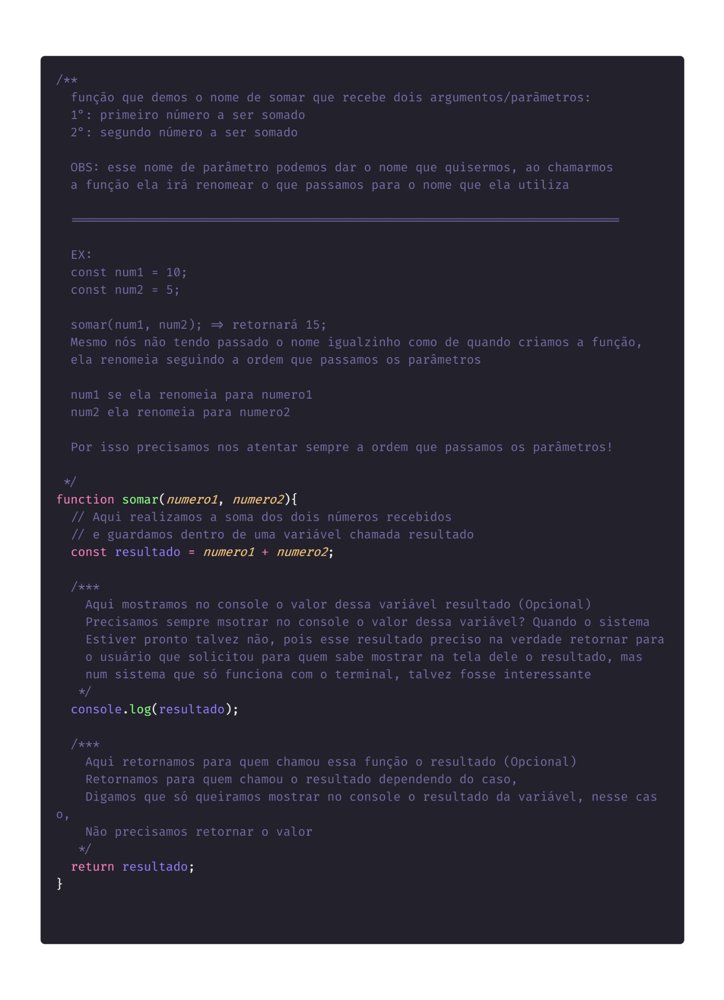 /**
função que demos o nome de somar que recebe dois argumentos/parãmetros:
1°: primeiro número a ser somado
2°: segundo número a ser somado
OBS: esse nome de parâmetro podemos dar o nome que quisermos, ao chamarmos
a função ela irá renomear o que passamos para o nome que ela utiliza
===========================================================================
EX:
const num1 = 10;
const num2 = 5;
somar(num1, num2); => retornará 15;
Mesmo nós não tendo passado o nome igualzinho como de quando criamos a função,
ela renomeia seguindo a ordem que passamos os parâmetros
num1 se ela renomeia para numero1
num2 ela renomeia para numero2
Por isso precisamos nos atentar sempre a ordem que passamos os parâmetros!
*/
function somar(numero1, numero2){
// Aqui realizamos a soma dos dois números recebidos
// e guardamos dentro de uma variável chamada resultado
const resultado = numero1 + numero2;
/***
Aqui mostramos no console o valor dessa variável resultado (Opcional)
Precisamos sempre msotrar no console o valor dessa variável? Quando o sistema
Estiver pronto talvez não, pois esse resultado preciso na verdade retornar para
o usuário que solicitou para quem sabe mostrar na tela dele o resultado, mas
num sistema que só funciona com o terminal, talvez fosse interessante
*/
console.log(resultado);
/***
Aqui retornamos para quem chamou essa função o resultado (Opcional)
Retornamos para quem chamou o resultado dependendo do caso,
Digamos que só queiramos mostrar no console o resultado da variável, nesse cas
o,
Não precisamos retornar o valor
*/
return resultado;
}